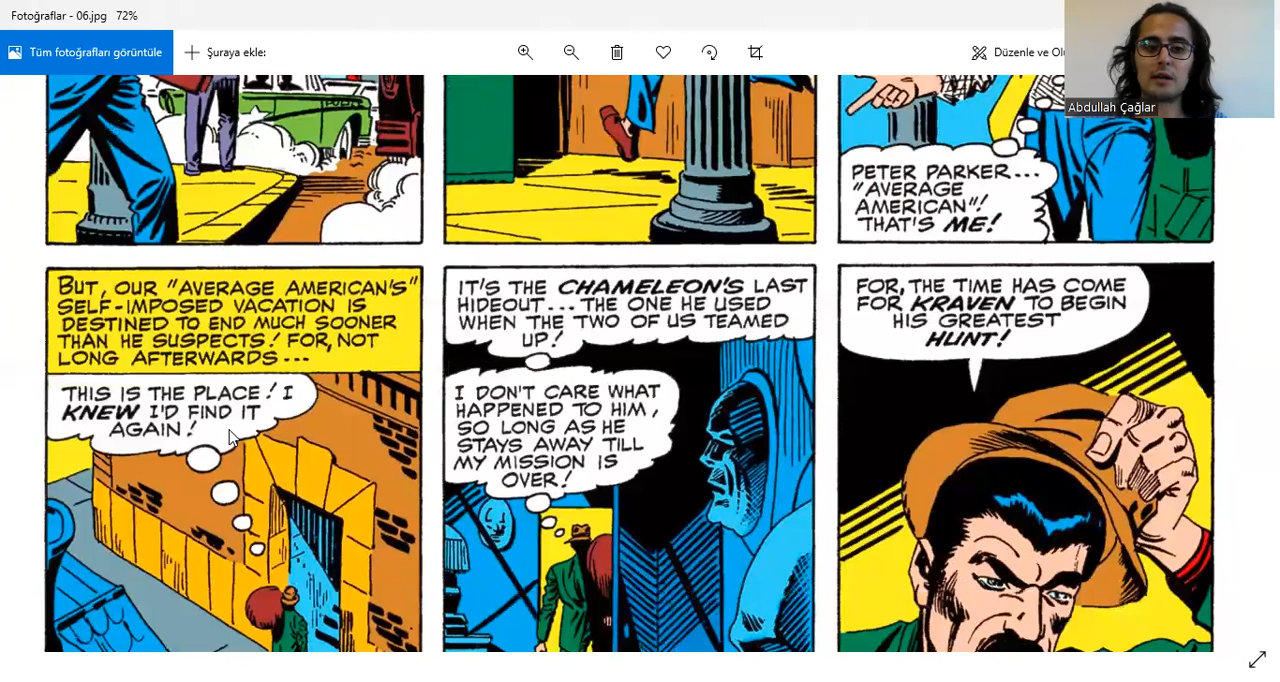 Fotoğraflar - 06.jpg 72%
Tüm fotoğrafları görüntüle
Şuraya ekle:
Düzenle ve
Abdullah Çağlar
PETER PARKER...
"AVERAGE
AMERICAN"!
THAT'S ME!
BUT, OUR "AVERAGE AMERICAN'S"
SELF-IMPOSED VACATION IS
DESTINED TO END MUCH SOONER
THAN HE SUSPECTS! FOR, NOT
LONG AFTERWARDS---
THIS IS THE PLACE! I
KNEW I'D FIND IT
AGAIN!
IT'S THE CHAMELEON'S LAST
HIDEOUT... THE ONE HE USED
WHEN THE TWO OF US TEAMED
UP!
I DON'T CARE WHAT
HAPPENED TO HIM,
SO LONG AS HE
STAYS AWAY TILL
MY MISSION IS
OVER!
FOR, THE TIME HAS COME
FOR KRAVEN TO BEGIN
HIS GREATEST
HUNT!